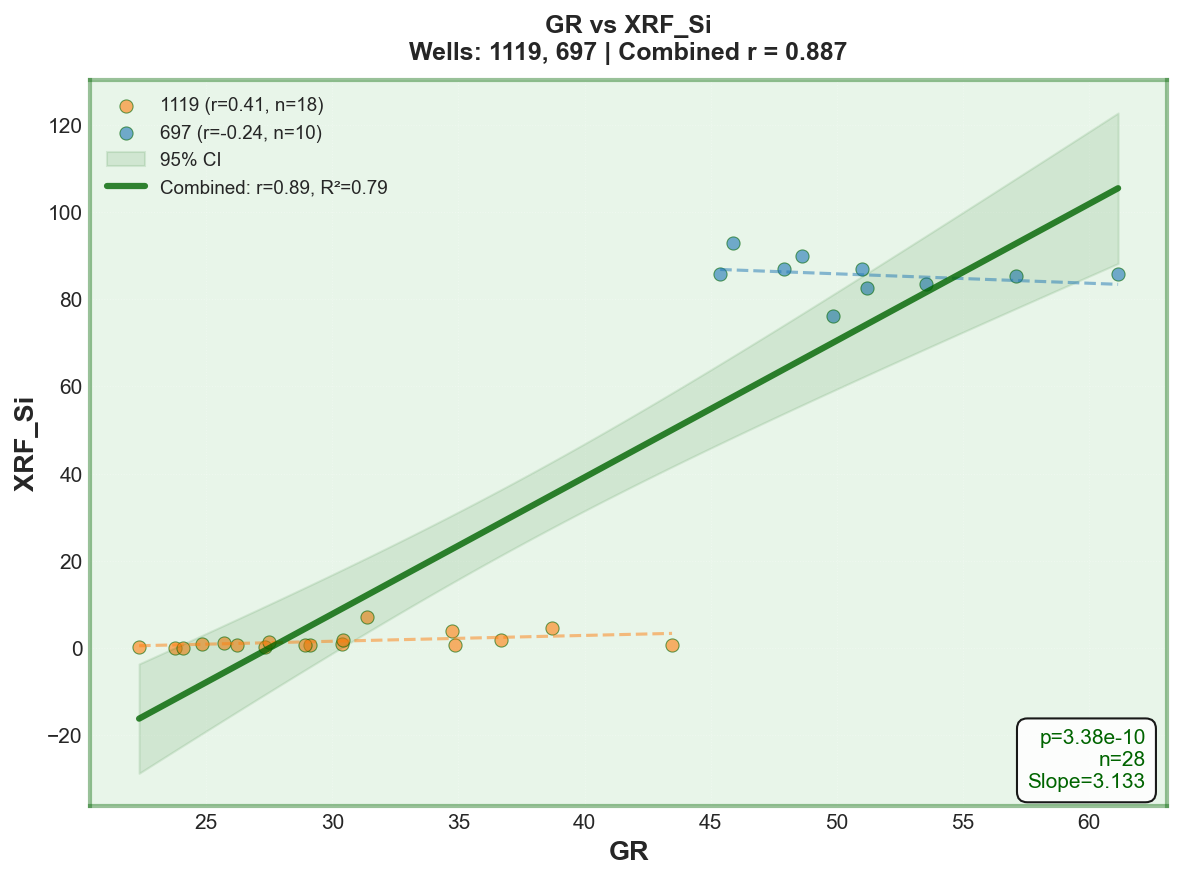 GR vs XRF_Si
Wells: 1119, 697 | Combined r = 0.887
1119 (r=0.41, n=18)
697 (r=-0.24, n=10)
95% CI
Combined: r=0.89, R²=0.79
120
100
80
60
40
20
0
−20
XRF_Si
p=3.38e-10
n=28
Slope=3.133
25 30 35 40 45 50 55 60
GR